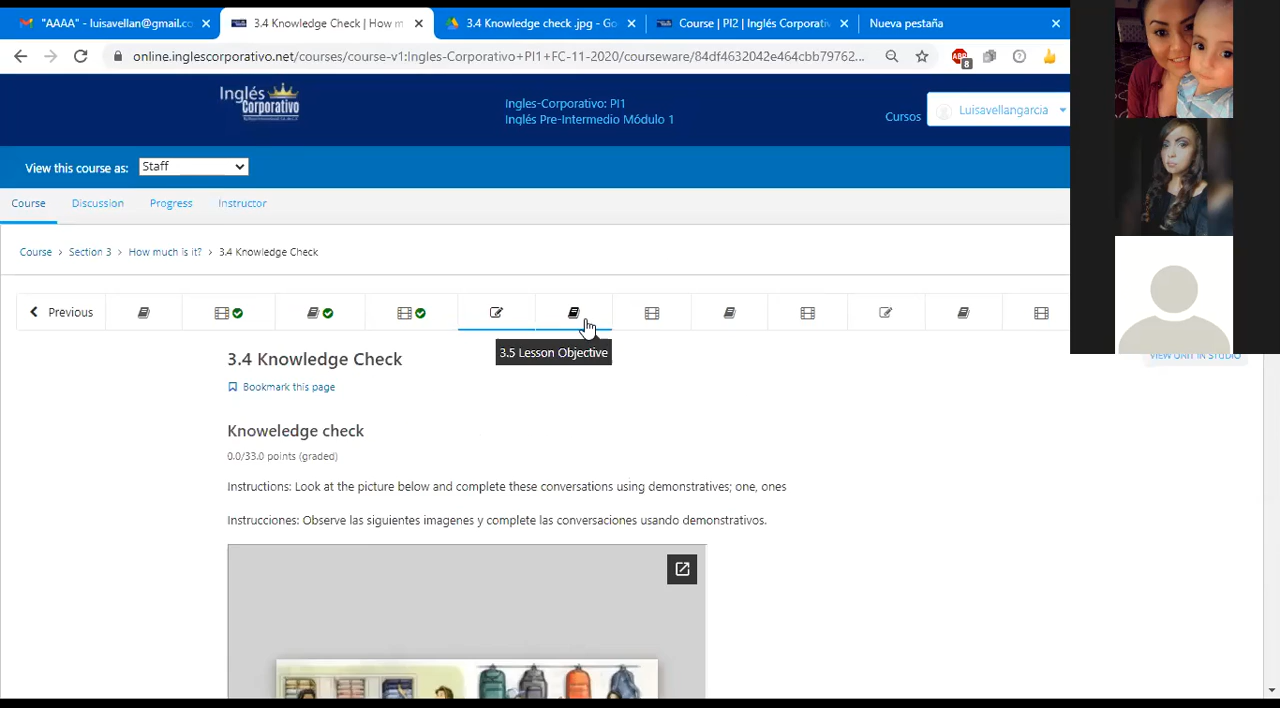 "AAAA" - luisavellan@gmail.co
3.4 Knowledge Check | How m
3.4 Knowledge check .jpg - Go
Course | PI2 | Inglés Corporativ
Nueva pestaña
online.inglescorporativo.net/courses/course-v1:Ingles-Corporativo+PI1+FC-11-2020/courseware/84df4632042e464cbb79762...
ABP
8
Inglés
Corporativo
Ingles-Corporativo: PI1
Inglés Pre-Intermedio Módulo 1
Cursos
Luisavellangarcia
View this course as:
Staff
Course
Discussion
Progress
Instructor
Course > Section 3 > How much is it? > 3.4 Knowledge Check
Previous
3.5 Lesson Objective
VIEW UNIT IN STUDIO
3.4 Knowledge Check
Bookmark this page
Knoweledge check
0.0/33.0 points (graded)
Instructions: Look at the picture below and complete these conversations using demonstratives; one, ones
Instrucciones: Observe las siguientes imagenes y complete las conversaciones usando demonstrativos.